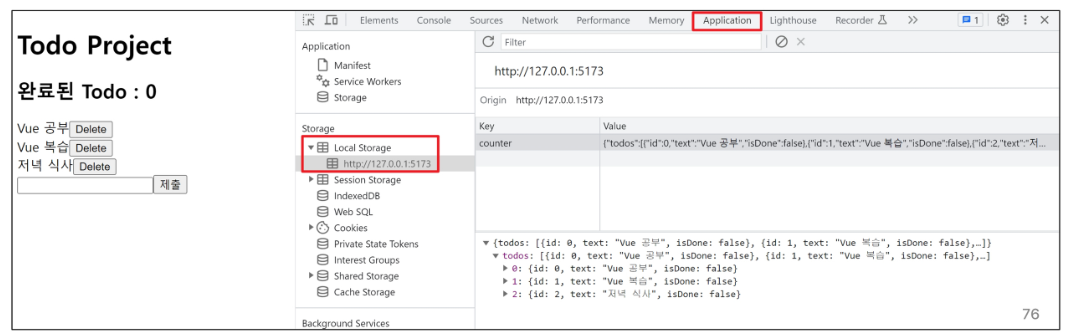 Todo Project
완료된 Todo : 0
Vue 공부 Delete
Vue 복습 Delete
저녁 식사 Delete
제출
Elements Console Sources Network Performance Memory Application Lighthouse Recorder 1
Application
Manifest
Service Workers
Storage
Storage
Local Storage
http://127.0.0.1:5173
Session Storage
IndexedDB
Web SQL
Cookies
Private State Tokens
Interest Groups
Shared Storage
Cache Storage
Background Services
Filter
http://127.0.0.1:5173
Origin http://127.0.0.1:5173
Key Value
counter {"todos":[{"id":0,"text":"Vue 공부","isDone":false},{"id":1,"text":"Vue 복습","isDone":false},{"id":2,"text":"저...
{todos: [{id: 0, text: "Vue 공부", isDone: false}, {id: 1, text: "Vue 복습", isDone: false},…]}
todos: [{id: 0, text: "Vue 공부", isDone: false}, {id: 1, text: "Vue 복습", isDone: false},…]
0: {id: 0, text: "Vue 공부", isDone: false}
1: {id: 1, text: "Vue 복습", isDone: false}
2: {id: 2, text: "저녁 식사", isDone: false}
76